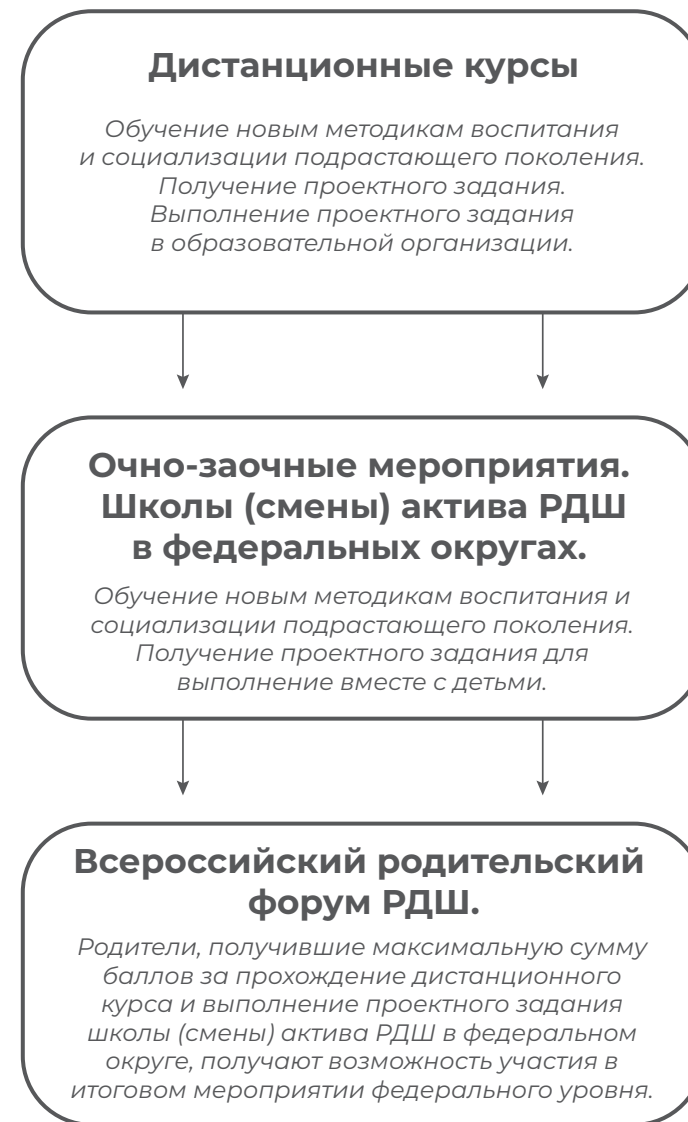 Дистанционные курсы
Обучение новым методикам воспитания
и социализации подрастающего поколения.
Получение проектного задания.
Выполнение проектного задания
в образовательной организации.
Очно-заочные мероприятия.
Школы (смены) актива РДШ
в федеральных округах.
Обучение новым методикам воспитания и
социализации подрастающего поколения.
Получение проектного задания для
выполнение вместе с детьми.
Всероссийский родительский
форум РДШ.
Родители, получившие максимальную сумму
баллов за прохождение дистанционного
курса и выполнение проектного задания
школы (смены) актива РДШ в федеральном
округе, получают возможность участия в
итоговом мероприятии федерального уровня.